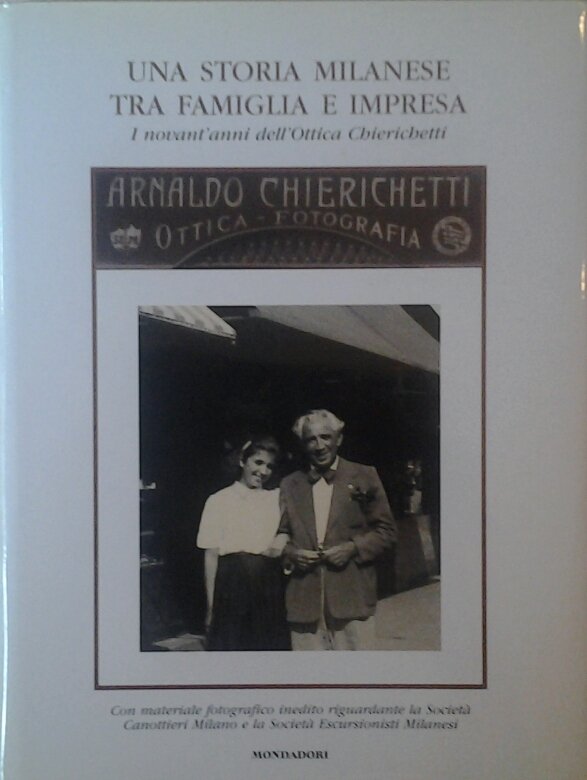 UNA STORIA MILANESE
TRA FAMIGLIA E IMPRESA
I novant'anni dell'Ottica Chierichetti
ARNALDO CHIERICHETTI
OTTICA - FOTOGRAFIA
Con materiale fotografico inedito riguardante la Società
Canottieri Milano e la Società Escursionisti Milanesi
MONDADORI